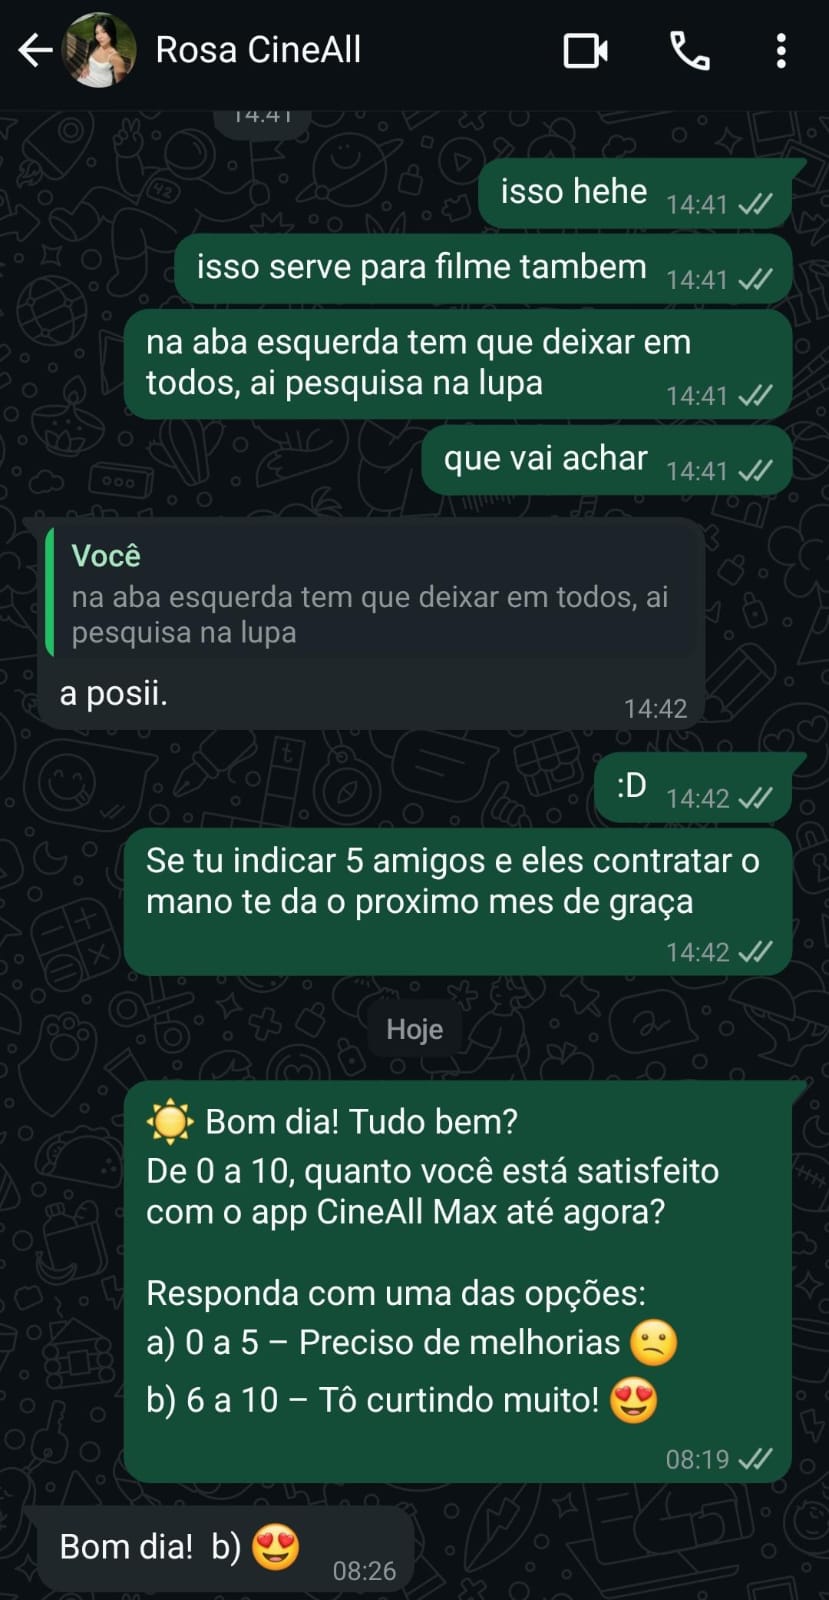 Rosa CineAll
14:41
isso hehe 14:41
isso serve para filme tambem 14:41
na aba esquerda tem que deixar em
todos, ai pesquisa na lupa 14:41
que vai achar 14:41
Você
na aba esquerda tem que deixar em todos, ai
pesquisa na lupa
a posii.
14:42
:D 14:42
Se tu indicar 5 amigos e eles contratar o
mano te da o proximo mes de graça
14:42
Hoje
☀️ Bom dia! Tudo bem?
De 0 a 10, quanto você está satisfeito
com o app CineAll Max até agora?
Responda com uma das opções:
a) 0 a 5 – Preciso de melhorias 😕
b) 6 a 10 – Tô curtindo muito! 😍
08:19
Bom dia! b) 😍 08:26